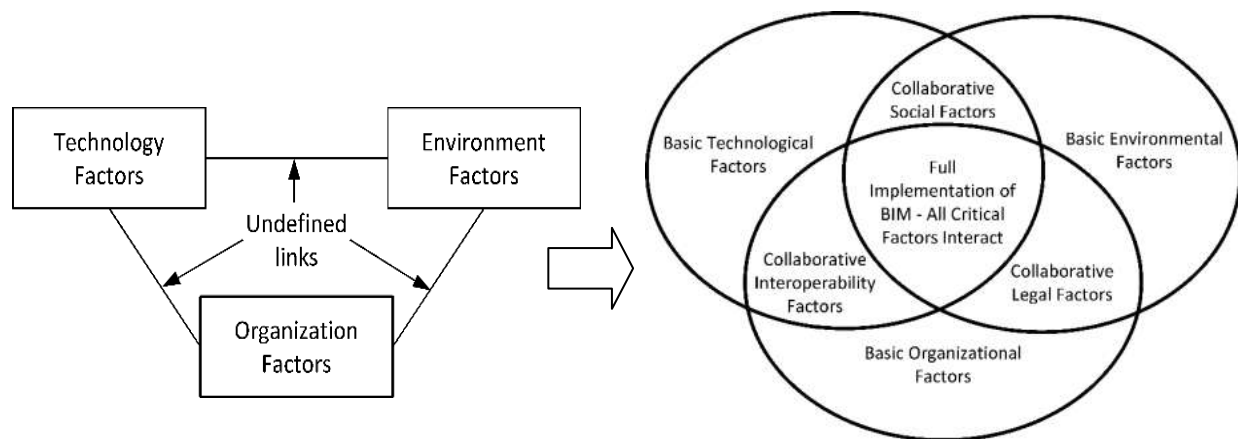 Technology
Factors
Environment
Factors
Undefined
links
Organization
Factors
Collaborative
Social Factors
Basic Technological
Factors
Basic Environmental
Factors
Full
Implementation of
BIM - All Critical
Factors Interact
Collaborative
Interoperability
Factors
Collaborative
Legal Factors
Basic Organizational
Factors